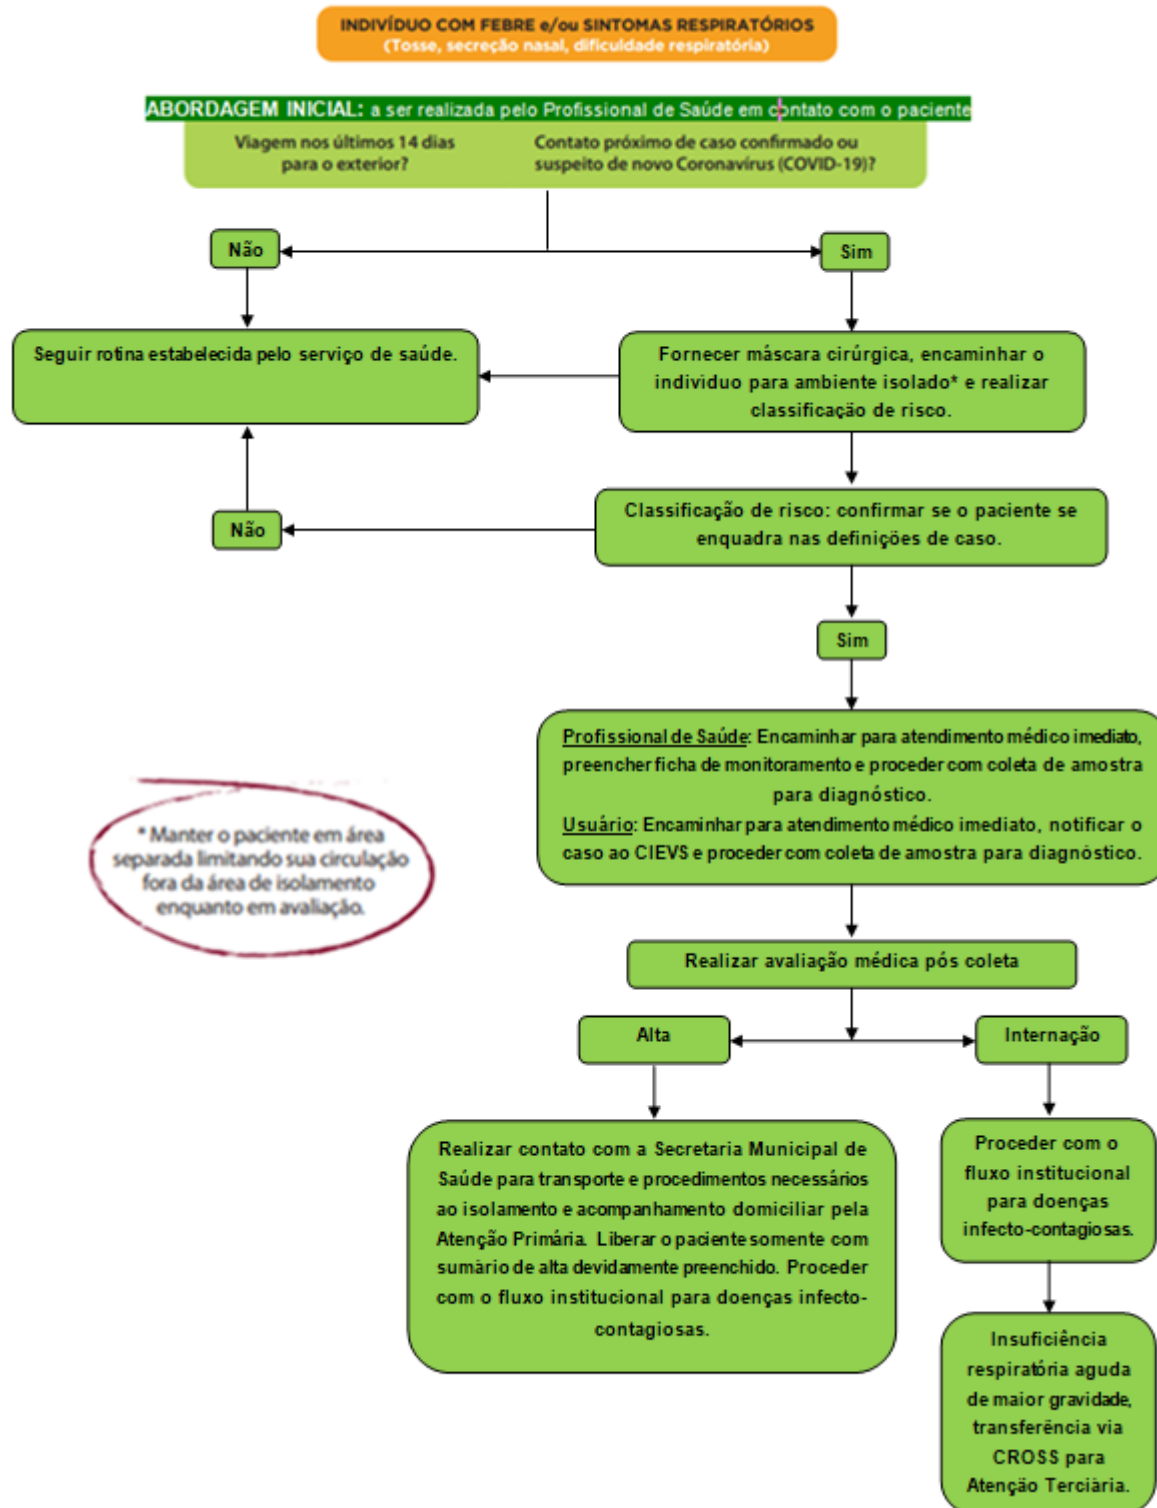 INDIVÍDUO COM FEBRE e/ou SINTOMAS RESPIRATÓRIOS
(Tosse, secreção nasal, dificuldade respiratória)
ABORDAGEM INICIAL: a ser realizada pelo Profissional de Saúde em contato com o paciente
Viagem nos últimos 14 dias
para o exterior?
Contato próximo de caso confirmado ou
suspeito de novo Coronavírus (COVID-19)?
Não
Sim
Seguir rotina estabelecida pelo serviço de saúde.
Fornecer máscara cirúrgica, encaminhar o
individuo para ambiente isolado* e realizar
classificação de risco.
Classificação de risco: confirmar se o paciente se
enquadra nas definições de caso.
Não
Sim
Profissional de Saúde: Encaminhar para atendimento médico imediato,
preencher ficha de monitoramento e proceder com coleta de amostra
para diagnóstico.
Usuário: Encaminhar para atendimento médico imediato, notificar o
caso ao CIEVS e proceder com coleta de amostra para diagnóstico.
* Manter o paciente em área
separada limitando sua circulação
fora da área de isolamento
enquanto em avaliação.
Realizar avaliação médica pós coleta
Alta
Internação
Realizar contato com a Secretaria Municipal de
Saúde para transporte e procedimentos necessários
ao isolamento e acompanhamento domiciliar pela
Atenção Primária. Liberar o paciente somente com
sumário de alta devidamente preenchido. Proceder
com o fluxo institucional para doenças infecto-
contagiosas.
Proceder com o
fluxo institucional
para doenças
infecto-contagiosas.
Insuficiência
respiratória aguda
de maior gravidade,
transferência via
CROSS para
Atenção Terciária.